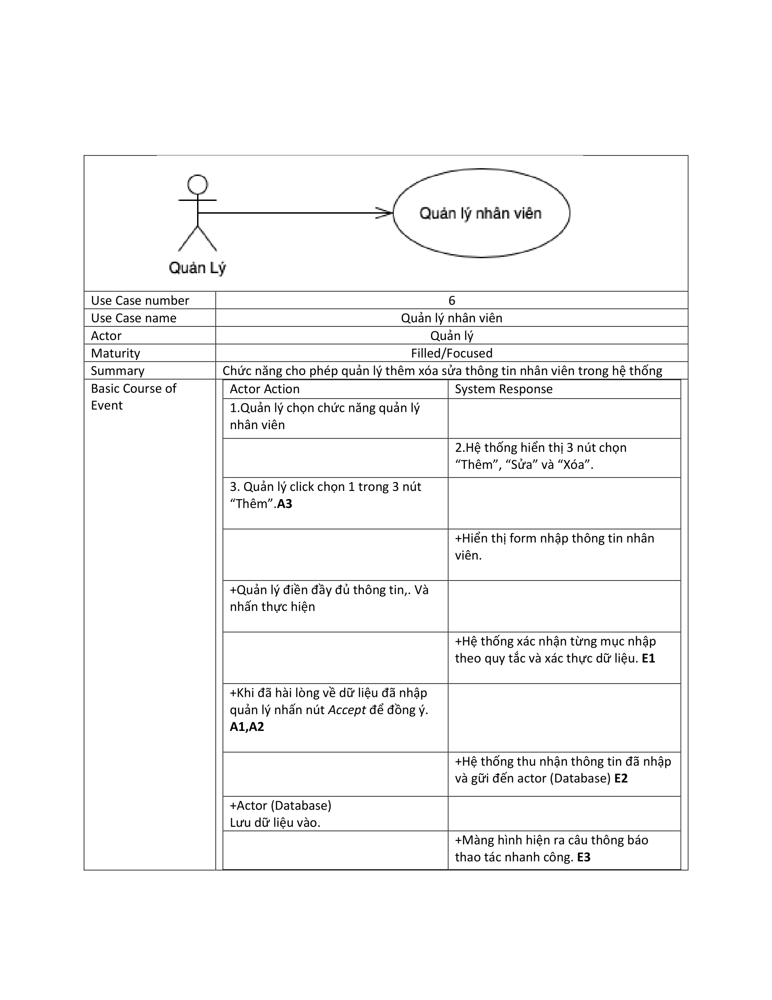 Quản lý nhân viên
Quản Lý
Use Case number 6
Use Case name Quản lý nhân viên
Actor Quản lý
Maturity Filled/Focused
Summary Chức năng cho phép quản lý thêm xóa sửa thông tin nhân viên trong hệ thống
Basic Course of
Event
Actor Action System Response
1.Quản lý chọn chức năng quản lý
nhân viên
2.Hệ thống hiển thị 3 nút chọn
“Thêm”, “Sửa” và “Xóa”.
3. Quản lý click chọn 1 trong 3 nút
“Thêm”.A3
+Hiển thị form nhập thông tin nhân
viên.
+Quản lý điền đầy đủ thông tin,. Và
nhấn thực hiện
+Hệ thống xác nhận từng mục nhập
theo quy tắc và xác thực dữ liệu. E1
+Khi đã hài lòng về dữ liệu đã nhập
quản lý nhấn nút Accept để đồng ý.
A1,A2
+Hệ thống thu nhận thông tin đã nhập
và gữi đến actor (Database) E2
+Actor (Database)
Lưu dữ liệu vào.
+Màng hình hiện ra câu thông báo
thao tác nhanh công. E3